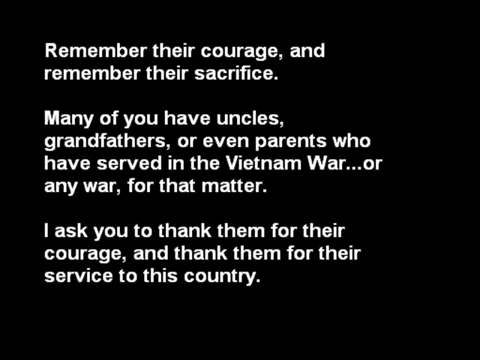 Remember their courage, and
remember their sacrifice.
Many of you have uncles,
grandfathers, or even parents who
have served in the Vietnam War...or
any war, for that matter.
I ask you to thank them for their
courage, and thank them for their
service to this country.